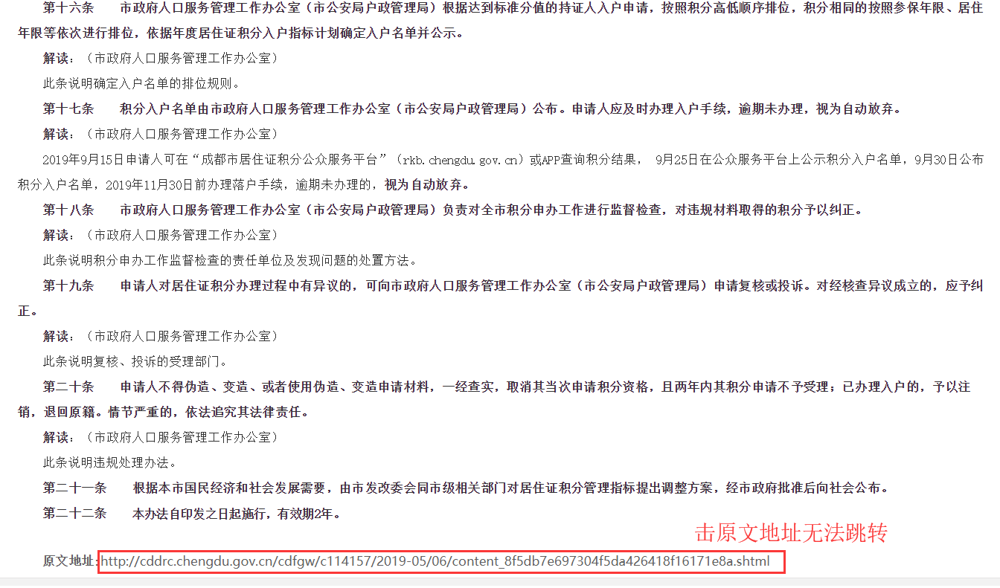 第十六条　　市政府人口服务管理工作办公室（市公安局户政管理局）根据达到标准分值的持证人入户申请，按照积分高低顺序排位，积分相同的按照参保年限、居住
年限等依次进行排位，依据年度居住证积分入户指标计划确定入户名单并公示。
解读：（市政府人口服务管理工作办公室）
此条说明确定入户名单的排位规则。
第十七条　　积分入户名单由市政府人口服务管理工作办公室（市公安局户政管理局）公布。申请人应及时办理入户手续，逾期未办理，视为自动放弃。
解读：（市政府人口服务管理工作办公室）
2019年9月15日申请人可在“成都市居住证积分公众服务平台”（rkb.chengdu.gov.cn）或APP查询积分结果， 9月25日在公众服务平台上公示积分入户名单，9月30日公布
积分入户名单，2019年11月30日前办理落户手续，逾期未办理的，视为自动放弃。
第十八条　　市政府人口服务管理工作办公室（市公安局户政管理局）负责对全市积分申办工作进行监督检查，对违规材料取得的积分予以纠正。
解读：（市政府人口服务管理工作办公室）
此条说明积分申办工作监督检查的责任单位及发现问题的处置方法。
第十九条　　申请人对居住证积分办理过程中有异议的，可向市政府人口服务管理工作办公室（市公安局户政管理局）申请复核或投诉。对经核查异议成立的，应予纠
正。
解读：（市政府人口服务管理工作办公室）
此条说明复核、投诉的受理部门。
第二十条　　申请人不得伪造、变造、或者使用伪造、变造申请材料，一经查实，取消其当次申请积分资格，且两年内其积分申请不予受理；已办理入户的，予以注
销，退回原籍。情节严重的，依法追究其法律责任。
解读：（市政府人口服务管理工作办公室）
此条说明违规处理办法。
第二十一条　　根据本市国民经济和社会发展需要，由市发改委会同市级相关部门对居住证积分管理指标提出调整方案，经市政府批准后向社会公布。
第二十二条　　本办法自印发之日起施行，有效期2年。
击原文地址无法跳转
原文地址:http://cddrc.chengdu.gov.cn/cdfgw/c114157/2019-05/06/content_8f5db7e697304f5da426418f16171e8a.shtml